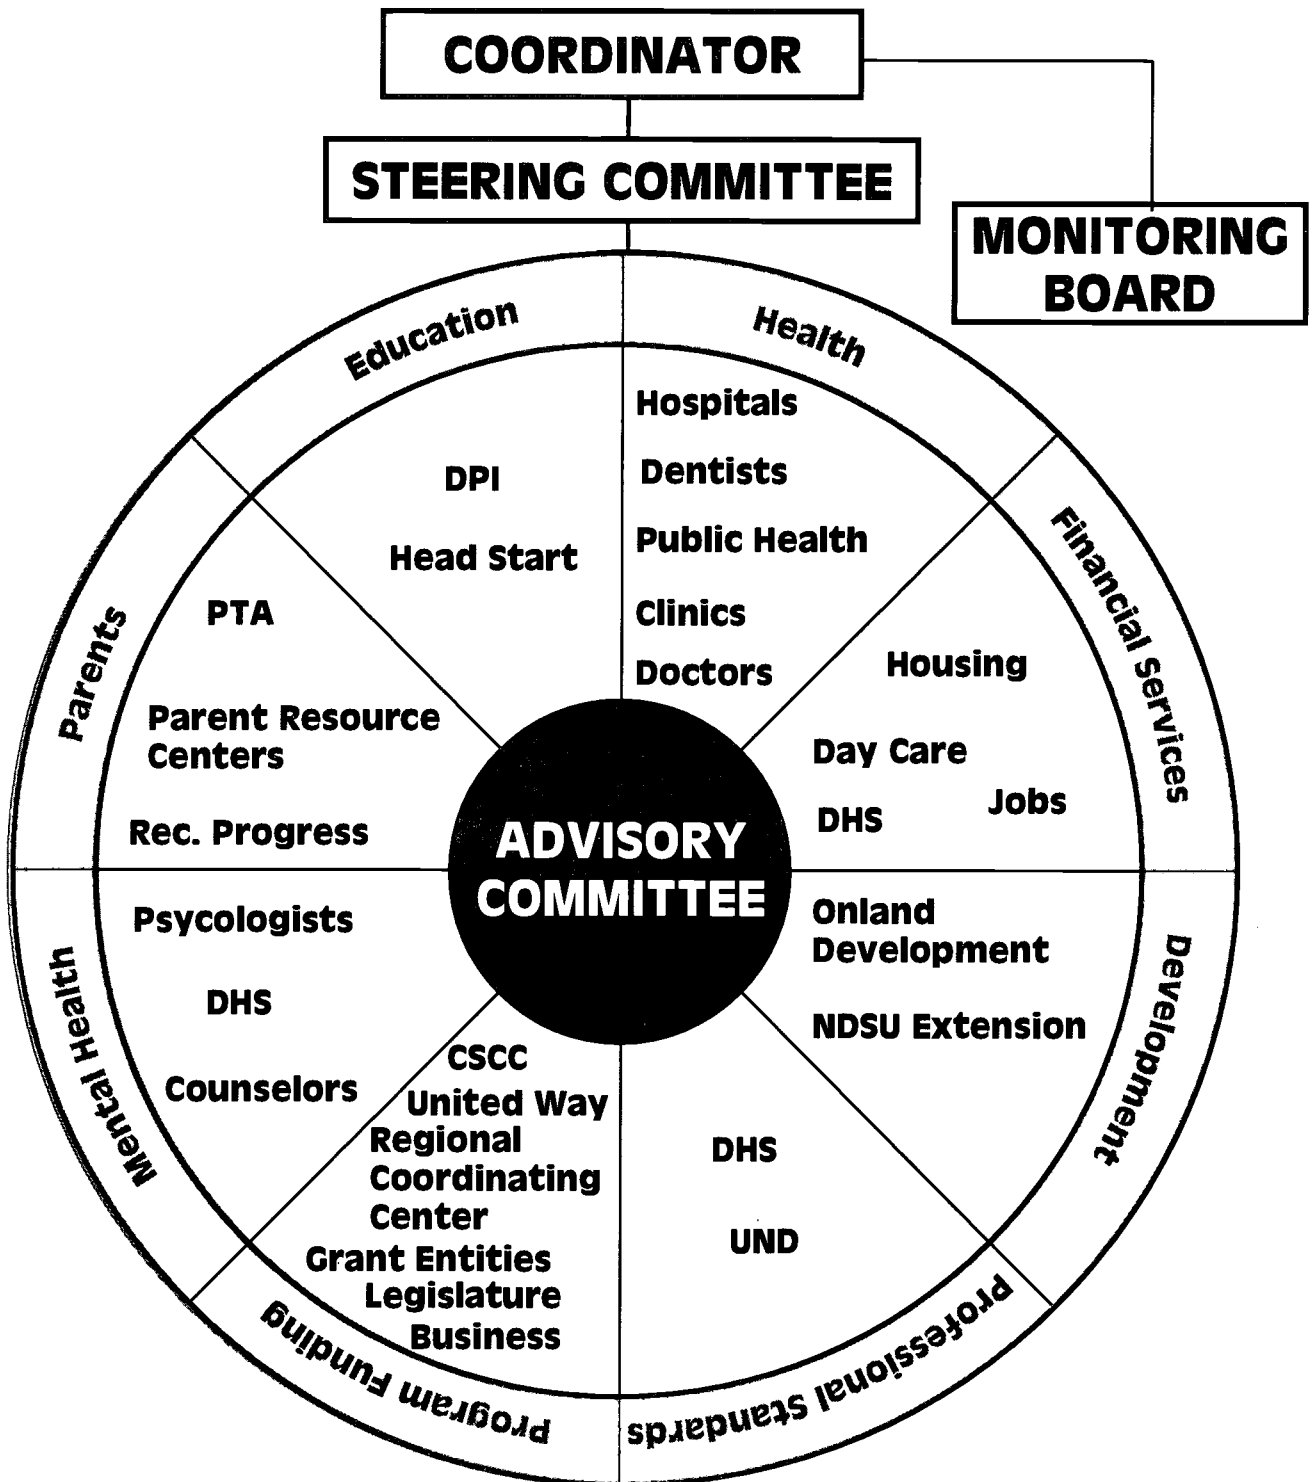 COORDINATOR
STEERING COMMITTEE
MONITORING
BOARD
Education
Health
Hospitals
DPI
Dentists
Head Start
Public Health
Financial Services
Parents
PTA
Clinics
Doctors
Housing
Parent Resource
Centers
Day Care
Jobs
DHS
Rec. Progress
ADVISORY
COMMITTEE
Psycologists
Onland
Development
Development
Mental Health
DHS
NDSU Extension
Counselors
CSCC
United Way
Regional
Coordinating
Center
Grant Entities
Legislature
Business
DHS
UND
Program Funding
Professional Standards